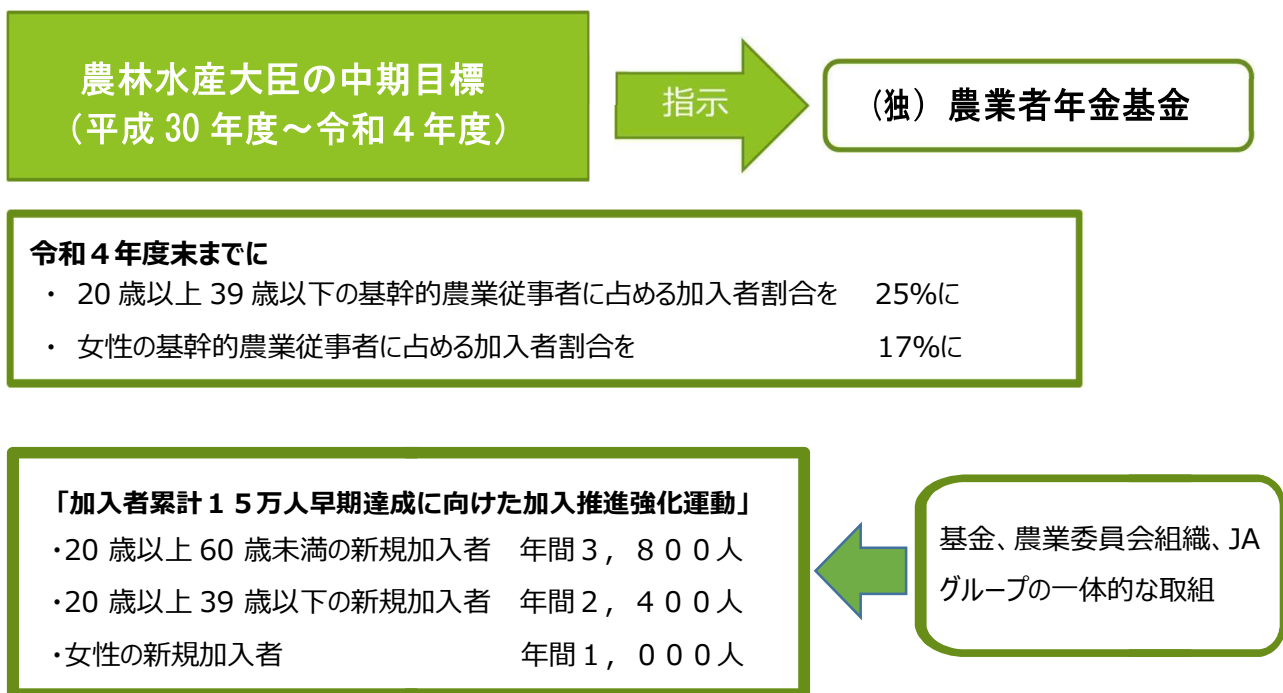 農林水産大臣の中期目標
（平成 30 年度～令和４年度）
指示
（独）農業者年金基金
令和４年度末までに
・ 20 歳以上 39 歳以下の基幹的農業従事者に占める加入者割合を 25%に
・ 女性の基幹的農業従事者に占める加入者割合を 17%に
「加入者累計１５万人早期達成に向けた加入推進強化運動」
・20 歳以上 60 歳未満の新規加入者 年間３，８００人
・20 歳以上 39 歳以下の新規加入者 年間２，４００人
・女性の新規加入者 年間１，０００人
基金、農業委員会組織、JA
グループの一体的な取組